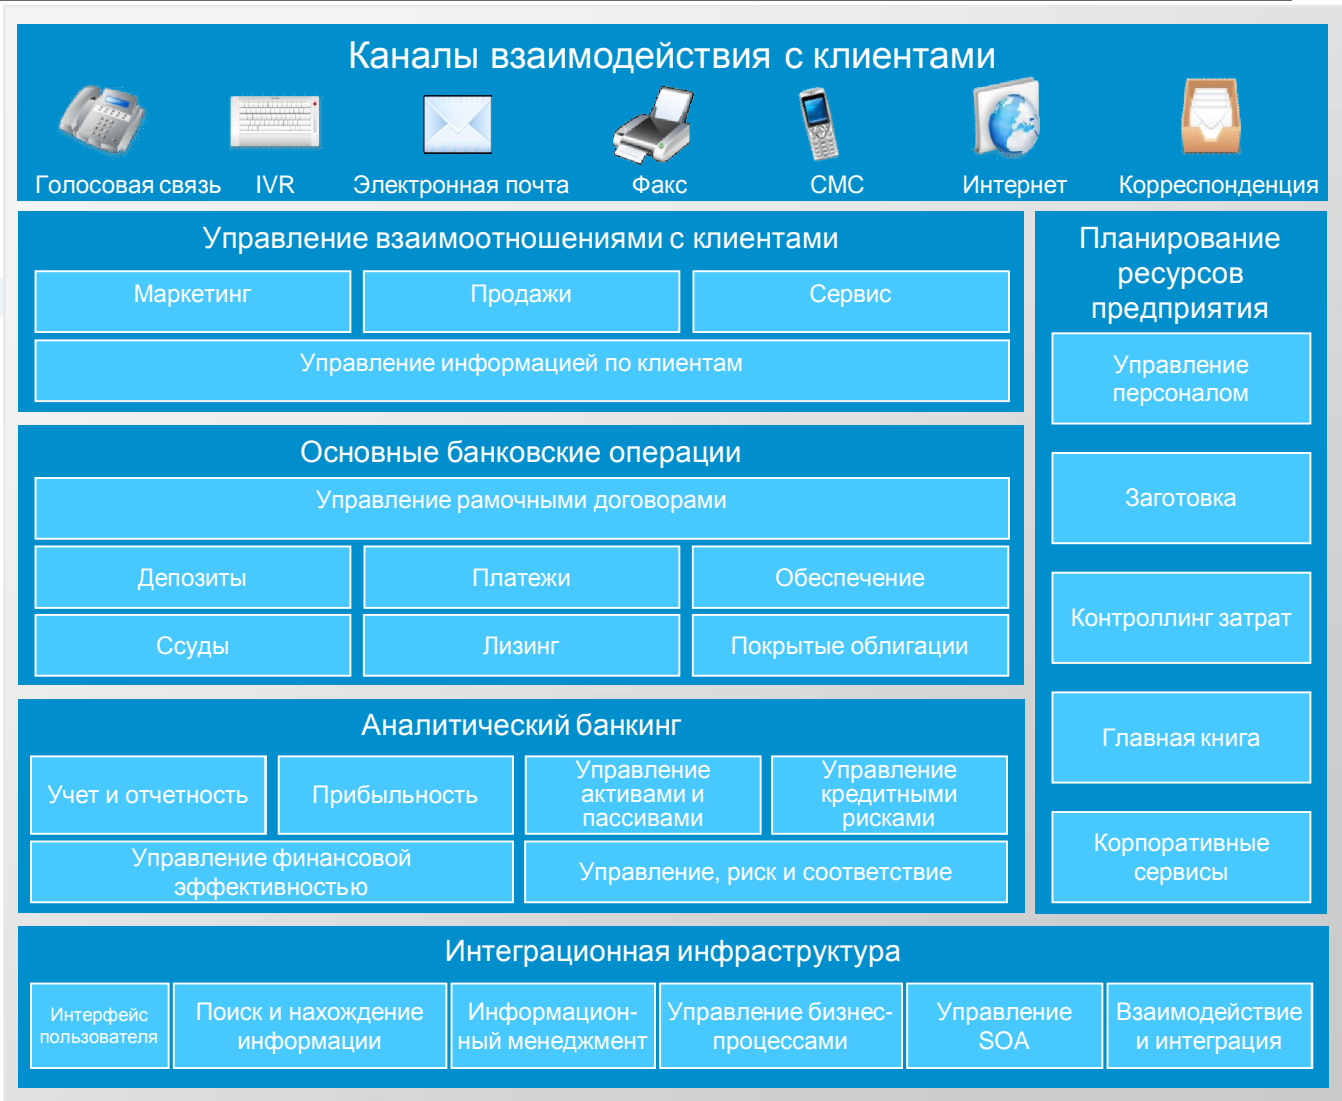 Каналы взаимодействия с клиентами
Голосовая связь
IVR
Электронная почта
Факс
СМС
Интернет
Корреспонденция
Управление взаимоотношениями с клиентами
Маркетинг
Продажи
Сервис
Управление информацией по клиентам
Основные банковские операции
Управление рамочными договорами
Депозиты
Платежи
Обеспечение
Ссуды
Лизинг
Покрытые облигации
Аналитический банкинг
Учет и отчетность
Прибыльность
Управление
активами и
пассивами
Управление
кредитными
рисками
Управление финансовой
эффективностью
Управление, риск и соответствие
Планирование
ресурсов
предприятия
Управление
персоналом
Заготовка
Контроллинг затрат
Главная книга
Корпоративные
сервисы
Интеграционная инфраструктура
Интерфейс
пользователя
Поиск и нахождение
информации
Информацион-
ный менеджмент
Управление бизнес-
процессами
Управление
SOA
Взаимодействие
и интеграция